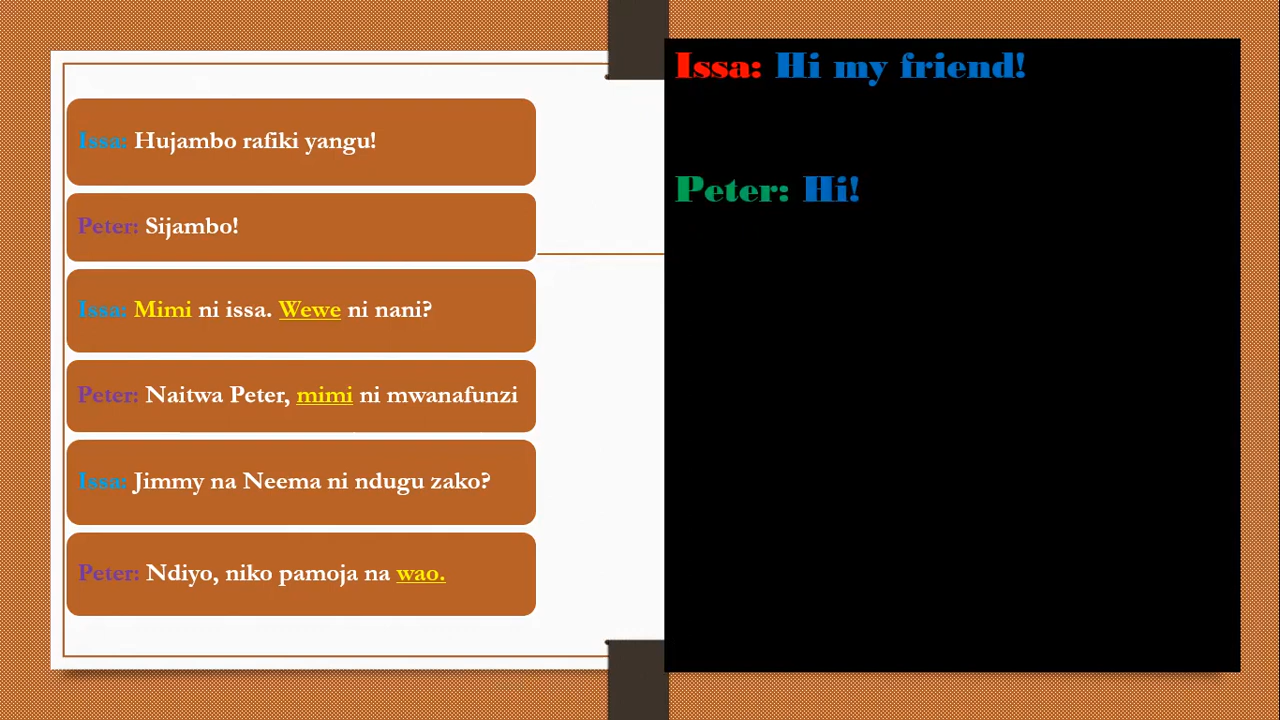 Issa: Hujambo rafiki yangu!
Peter: Sijambo!
Issa: Mimi ni issa. Wewe ni nani?
Peter: Naitwa Peter, mimi ni mwanafunzi
Issa: Jimmy na Neema ni ndugu zako?
Peter: Ndiyo, niko pamoja na wao.
Issa: Hi my friend!
Peter: Hi!